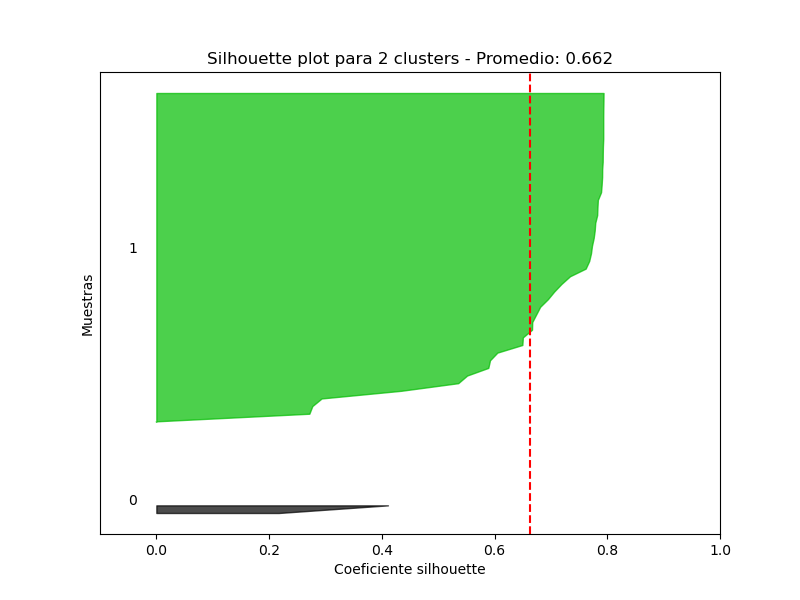 Silhouette plot para 2 clusters - Promedio: 0.662
Muestras
1
0
0.0 0.2 0.4 0.6 0.8 1.0
Coeficiente silhouette